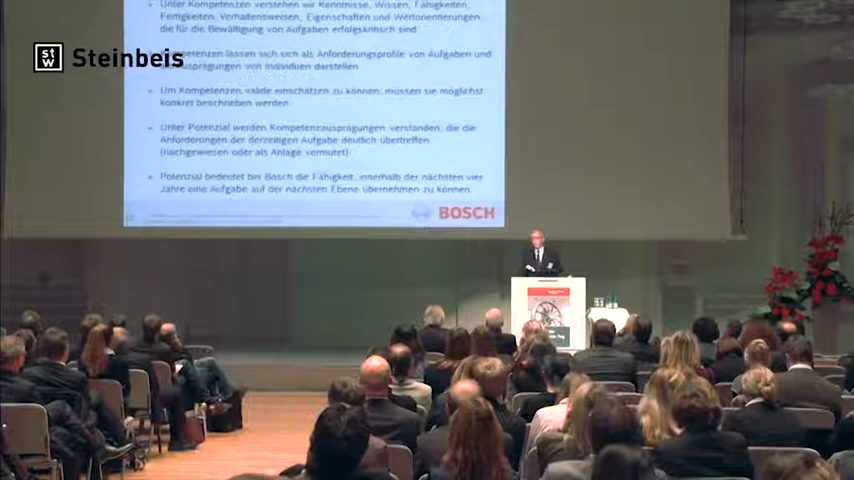 Unter Kompetenzen verstehen wir Kenntnisse, Wissen, Fähigkeiten,
Fertigkeiten, Verhaltensweisen, Eigenschaften und Wertorientierungen
die für die Bewältigung von Aufgaben erfolgskritisch sind
Kompetenzen lassen sich sich als Anforderungsprofile von Aufgaben und
von Individuen darstellen
Um Kompetenzen valide einschätzen zu können, müssen sie möglichst
konkret beschrieben werden
Unter Potenzial werden Kompetenzausprägungen verstanden, die die
Anforderungen der derzeitigen Aufgabe deutlich übertreffen
(nachgewiesen oder als Anlage vermutet)
Potenzial bedeutet bei Bosch die Fähigkeit, innerhalb der nächsten vier
Jahre eine Aufgabe auf der nächsten Ebene übernehmen zu können.
BOSCH
stw Steinbeis